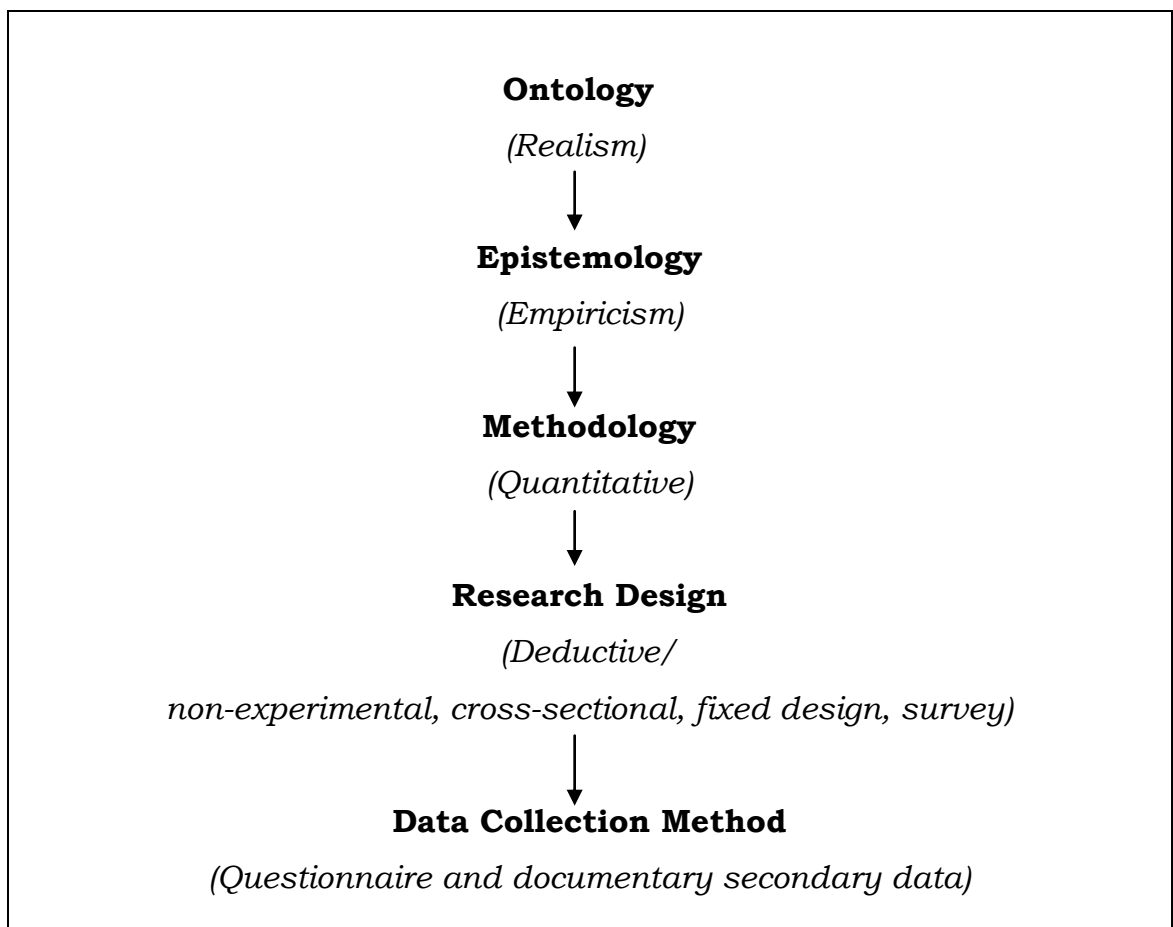 Ontology
(Realism)
Epistemology
(Empiricism)
Methodology
(Quantitative)
Research Design
(Deductive/
non-experimental, cross-sectional, fixed design, survey)
Data Collection Method
(Questionnaire and documentary secondary data)